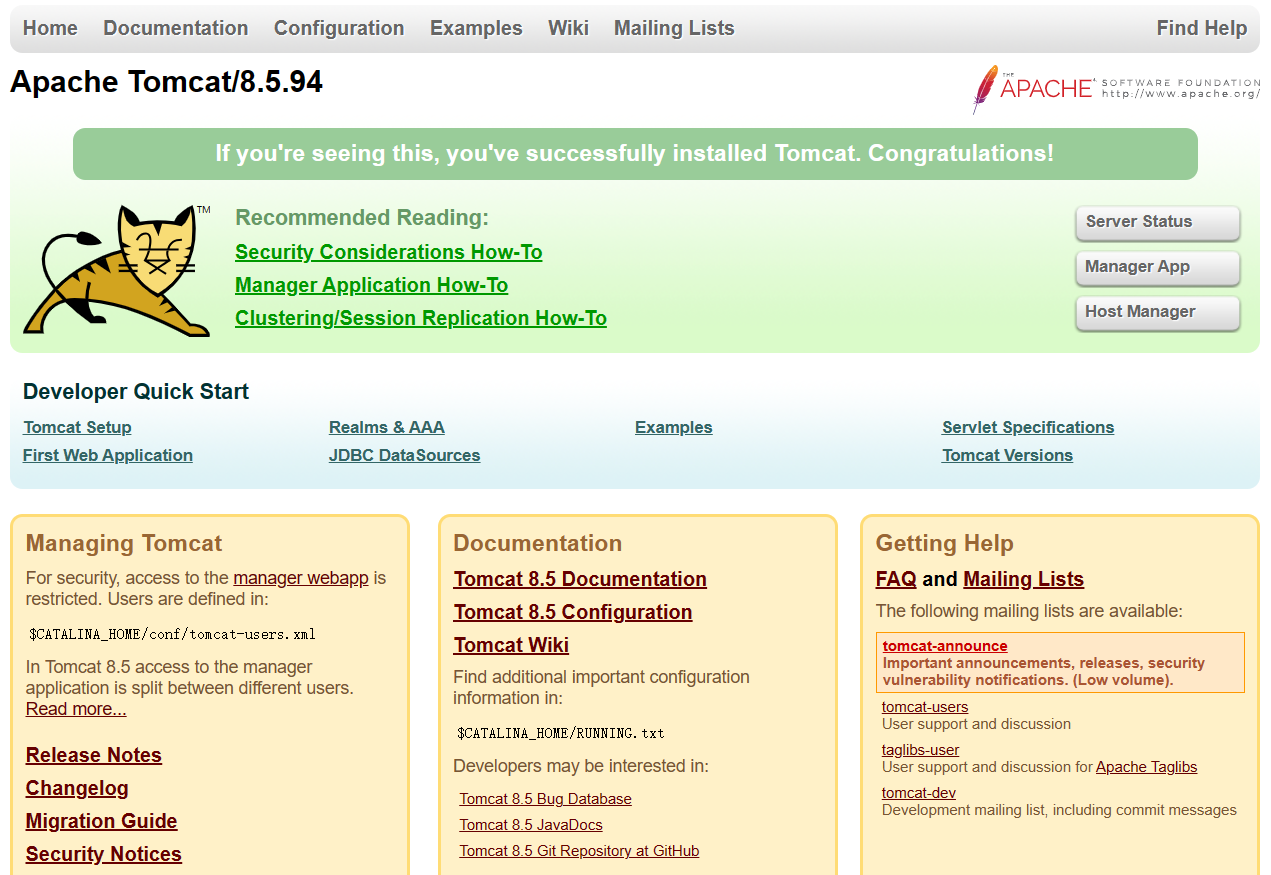 Home Documentation Configuration Examples Wiki Mailing Lists Find Help
Apache Tomcat/8.5.94
THE APACHE SOFTWARE FOUNDATION
http://www.apache.org/
If you're seeing this, you've successfully installed Tomcat. Congratulations!
TM
Recommended Reading:
Security Considerations How-To
Manager Application How-To
Clustering/Session Replication How-To
Server Status
Manager App
Host Manager
Developer Quick Start
Tomcat Setup
First Web Application
Realms & AAA
JDBC DataSources
Examples
Servlet Specifications
Tomcat Versions
Managing Tomcat
For security, access to the manager webapp is
restricted. Users are defined in:
$CATALINA_HOME/conf/tomcat-users.xml
In Tomcat 8.5 access to the manager
application is split between different users.
Read more...
Release Notes
Changelog
Migration Guide
Security Notices
Documentation
Tomcat 8.5 Documentation
Tomcat 8.5 Configuration
Tomcat Wiki
Find additional important configuration
information in:
$CATALINA_HOME/RUNNING.txt
Developers may be interested in:
Tomcat 8.5 Bug Database
Tomcat 8.5 JavaDocs
Tomcat 8.5 Git Repository at GitHub
Getting Help
FAQ and Mailing Lists
The following mailing lists are available:
tomcat-announce
Important announcements, releases, security
vulnerability notifications. (Low volume).
tomcat-users
User support and discussion
taglibs-user
User support and discussion for Apache Taglibs
tomcat-dev
Development mailing list, including commit messages